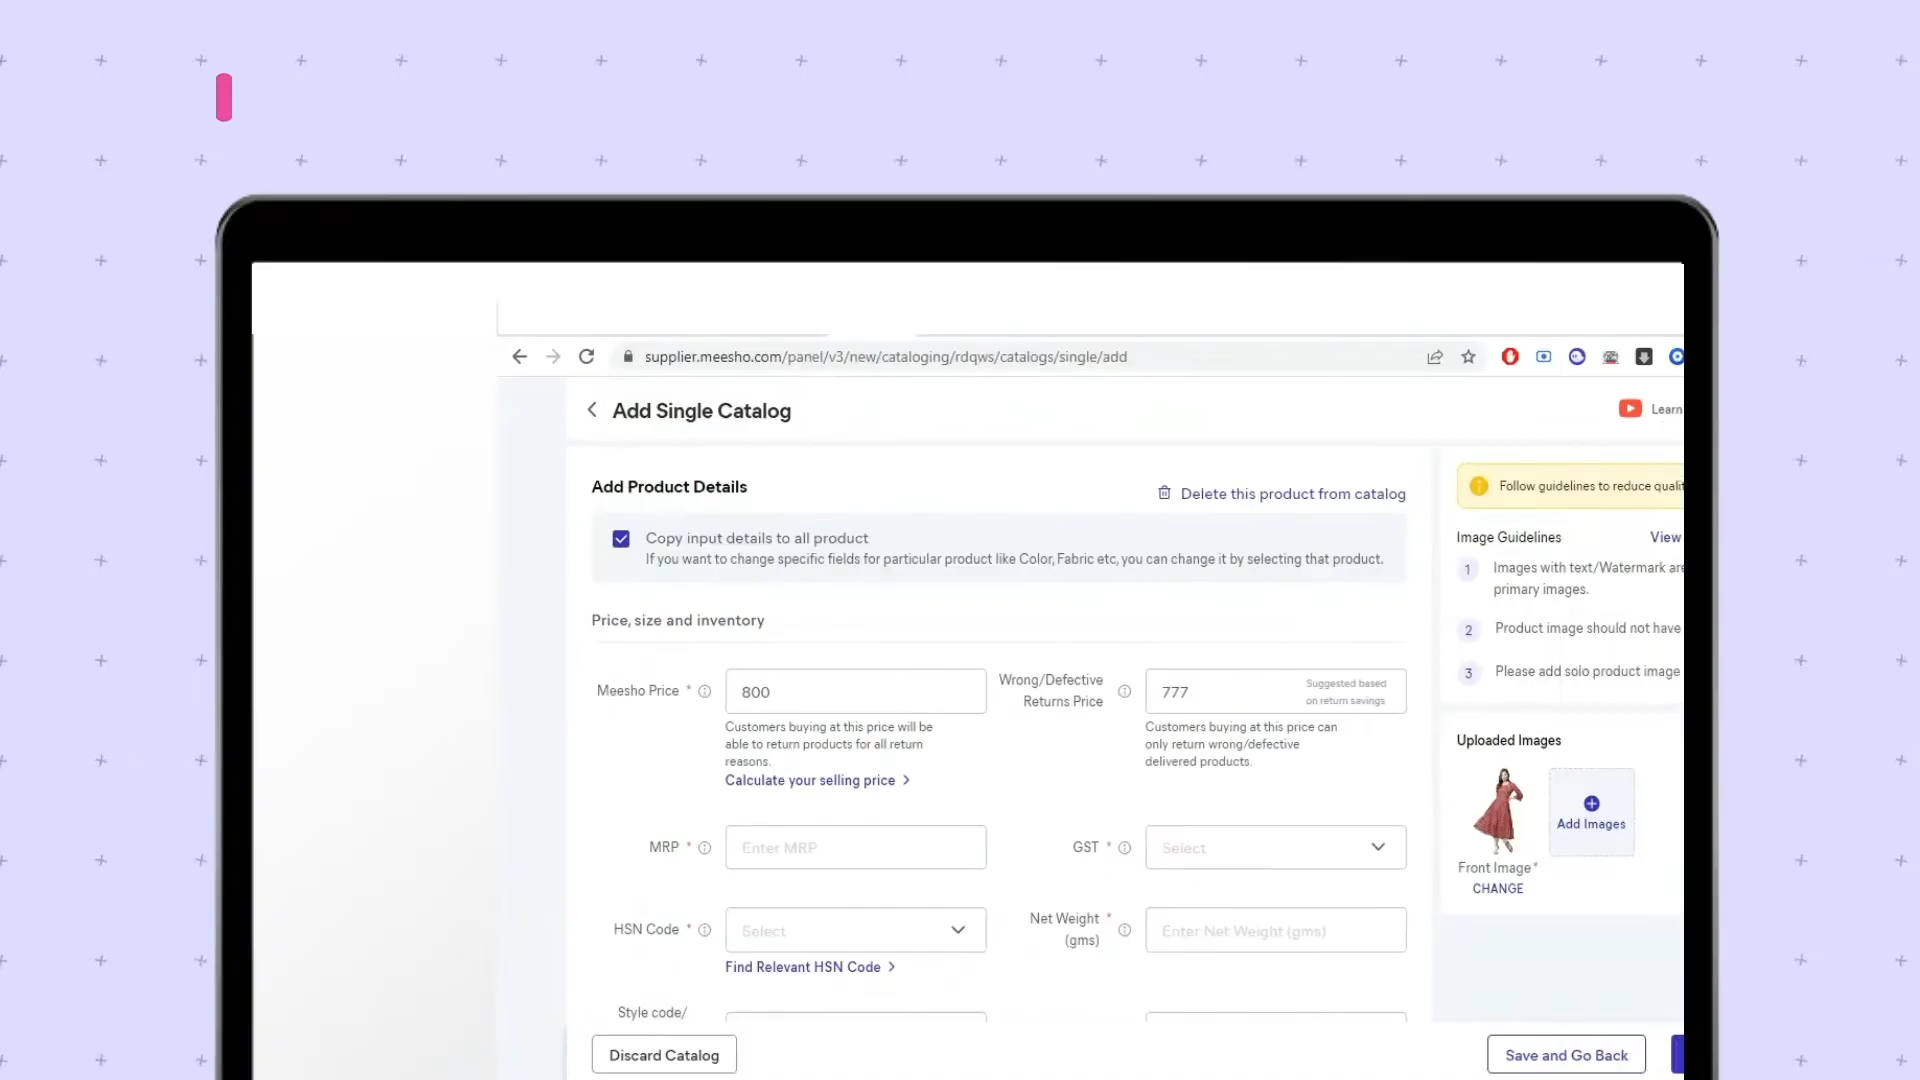 supplier.meesho.com/panel/v3/new/cataloging/rdqws/catalogs/single/add
Add Single Catalog
Learn
Add Product Details
Delete this product from catalog
Copy input details to all product
If you want to change specific fields for particular product like Color, Fabric etc, you can change it by selecting that product.
Price, size and inventory
Meesho Price *
800
Customers buying at this price will be
able to return products for all return
reasons.
Calculate your selling price >
Wrong/Defective
Returns Price
777
Suggested based
on return savings
Customers buying at this price can
only return wrong/defective
delivered products.
MRP *
Enter MRP
GST *
Select
HSN Code *
Select
Find Relevant HSN Code >
Net Weight *
(gms)
Enter Net Weight (gms)
Style code/
Discard Catalog
Save and Go Back
Follow guidelines to reduce
Image Guidelines
View
1 Images with text/Watermark
primary images.
2 Product image should not have
3 Please add solo product image
Uploaded Images
Add Images
Front Image*
CHANGE